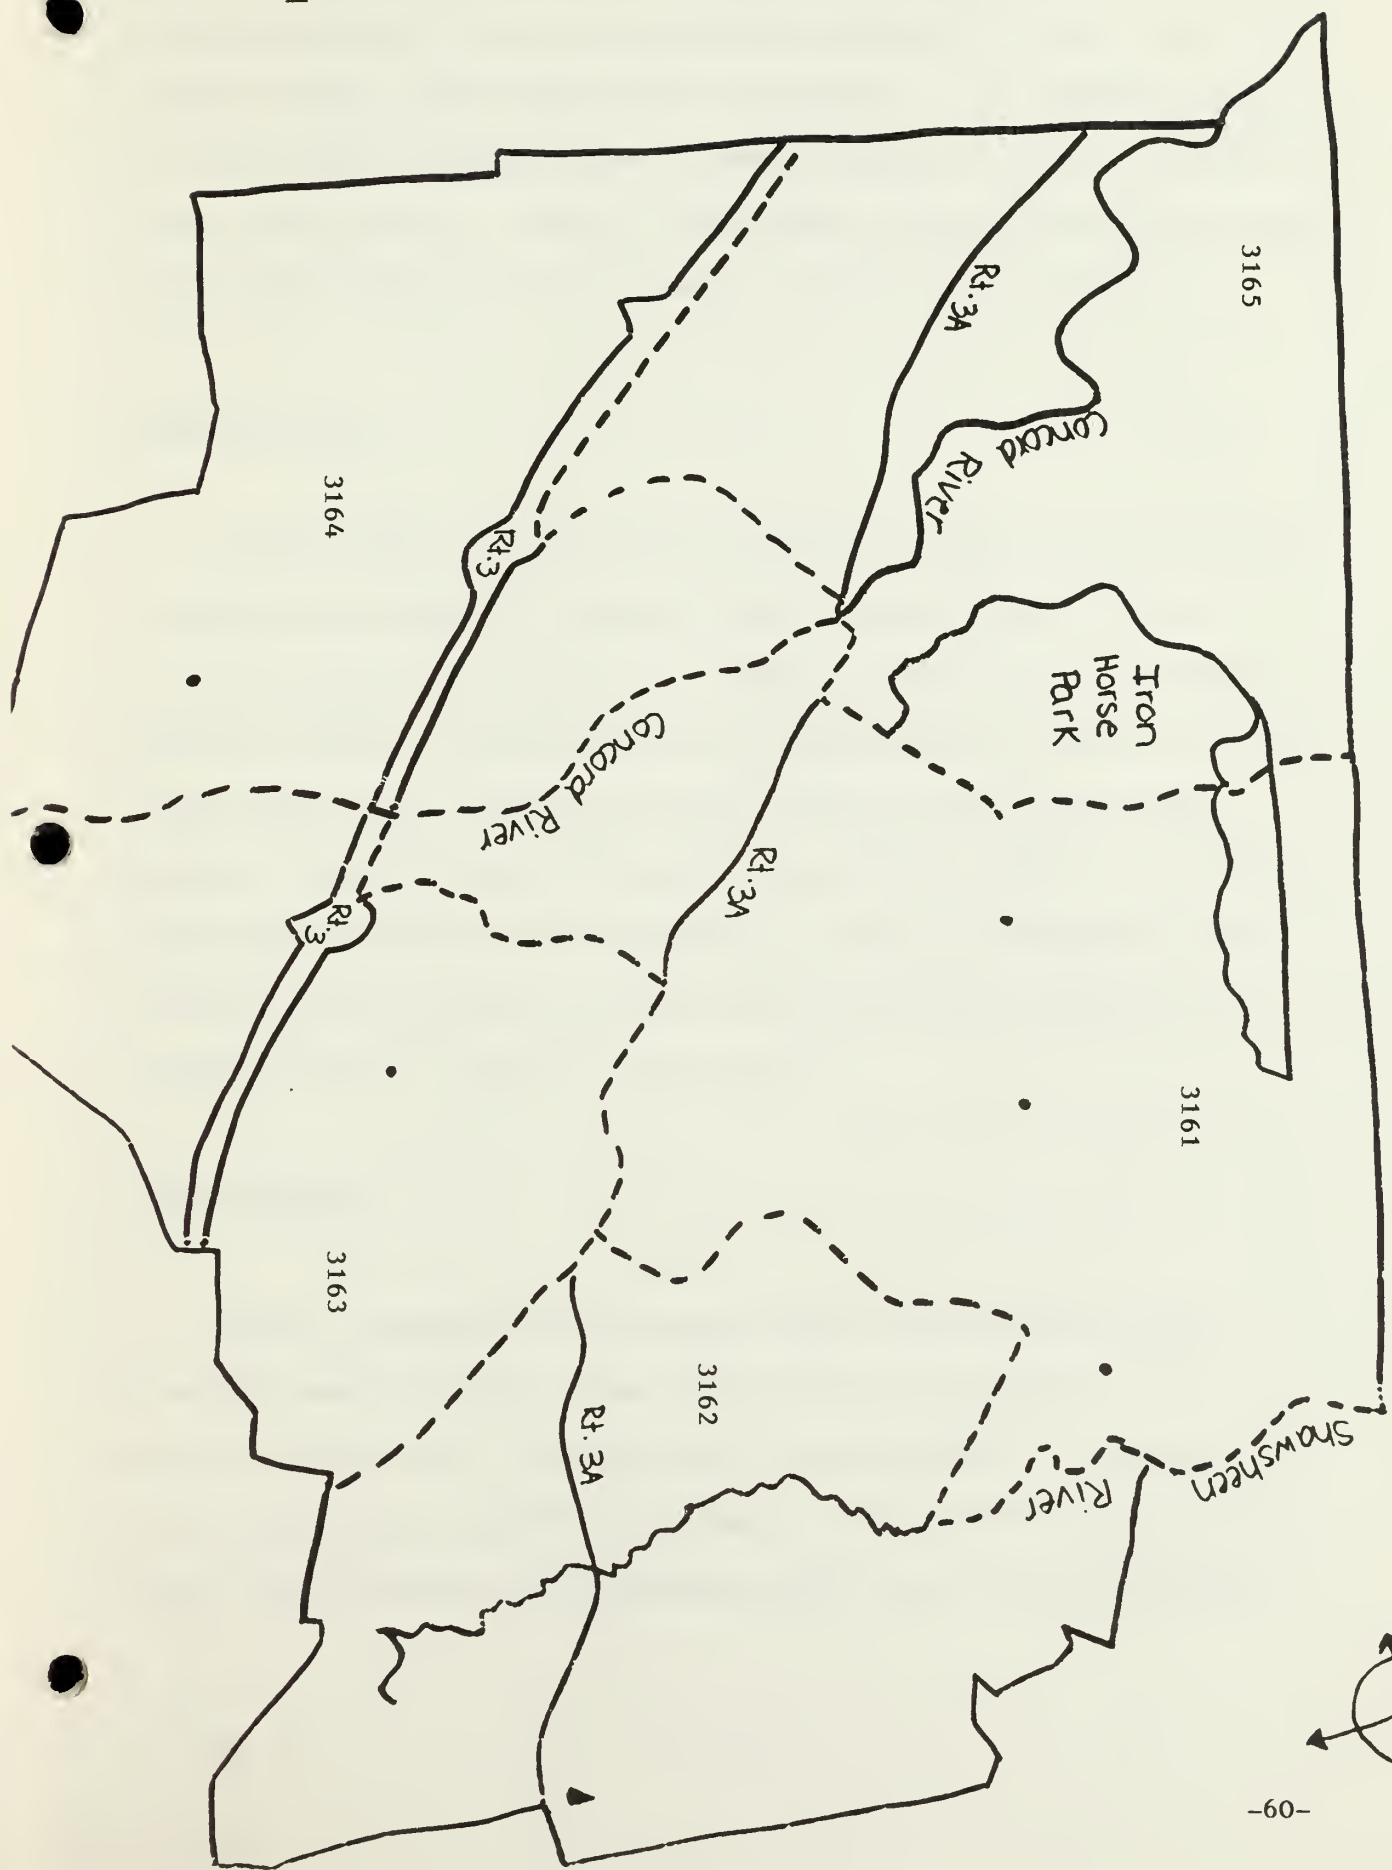 3165
Rt. 3A
Concord
River
3164
Rt. 3
Iron
Horse
Park
Concord River
Rt. 3A
Rt. 3
3161
3163
3162
Rt. 3A
Shawsheen
River
-60-